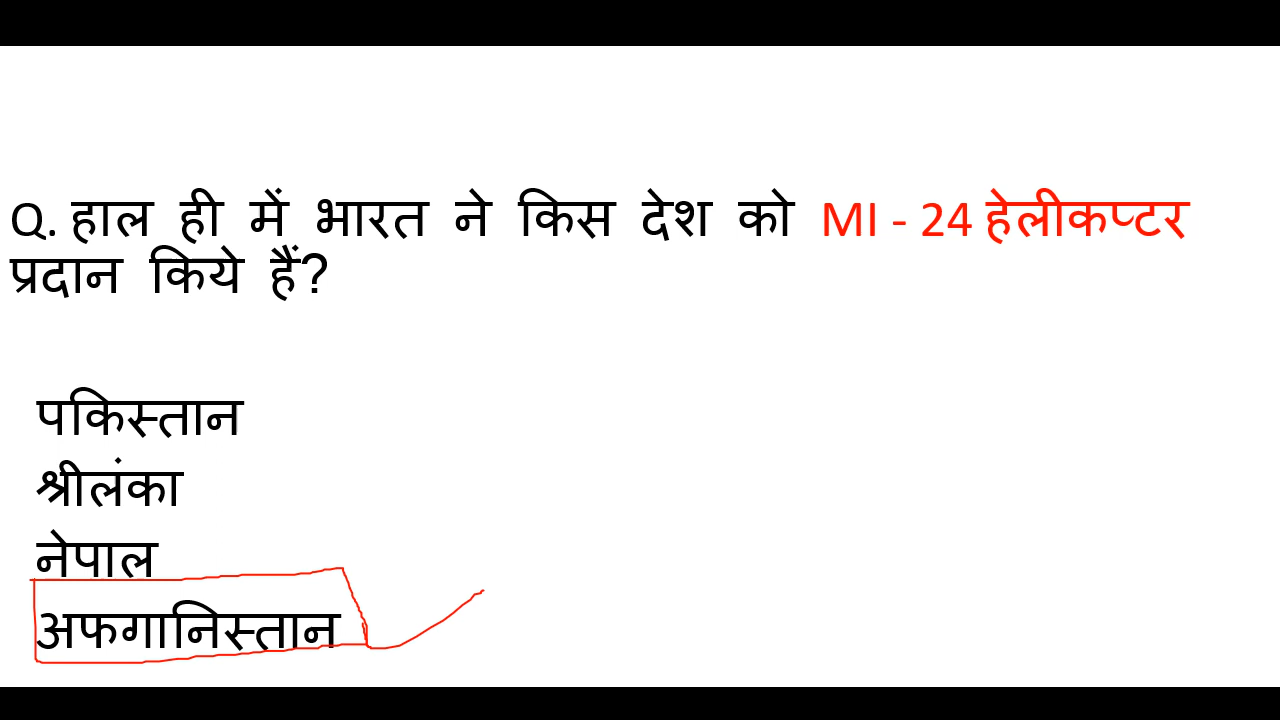 Q. हाल ही में भारत ने किस देश को MI - 24 हेलीकप्टर
प्रदान किये हैं?
पकिस्तान
श्रीलंका
नेपाल
अफगानिस्तान